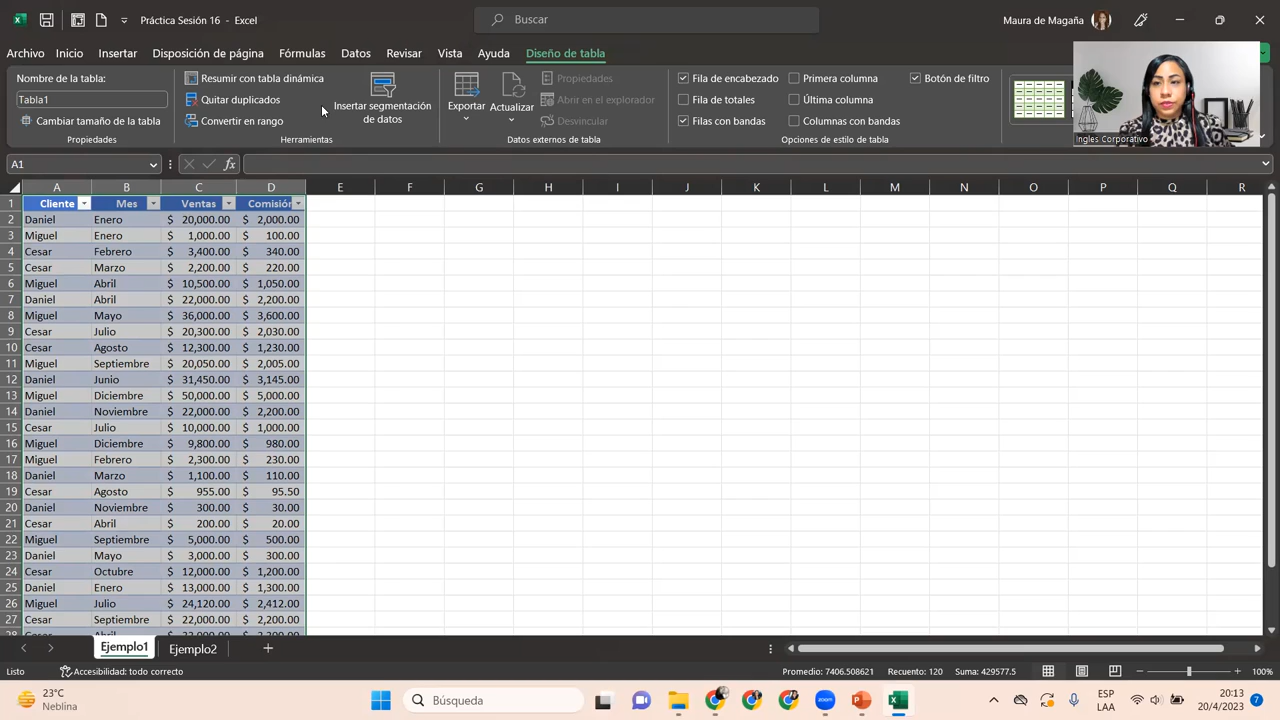 Práctica Sesión 16 - Excel
Buscar
Maura de Magaña
Archivo Inicio Insertar Disposición de página Fórmulas Datos Revisar Vista Ayuda Diseño de tabla
Nombre de la tabla:
Tabla1
Cambiar tamaño de la tabla
Propiedades
Resumir con tabla dinámica
Quitar duplicados
Convertir en rango
Insertar segmentación
de datos
Herramientas
Exportar
Actualizar
Propiedades
Abrir en el explorador
Desvincular
Datos externos de tabla
Fila de encabezado
Primera columna
Botón de filtro
Fila de totales
Última columna
Filas con bandas
Columnas con bandas
Opciones de estilo de tabla
Ingles Corporativo
A1
fx
A B C D E F G H I J K L M N O P Q R
1 Cliente Mes Ventas Comisión
2 Daniel Enero $ 20,000.00 $ 2,000.00
3 Miguel Enero $ 1,000.00 $ 100.00
4 Cesar Febrero $ 3,400.00 $ 340.00
5 Cesar Marzo $ 2,200.00 $ 220.00
6 Miguel Abril $ 10,500.00 $ 1,050.00
7 Daniel Abril $ 22,000.00 $ 2,200.00
8 Miguel Mayo $ 36,000.00 $ 3,600.00
9 Cesar Julio $ 20,300.00 $ 2,030.00
10 Cesar Agosto $ 12,300.00 $ 1,230.00
11 Miguel Septiembre $ 20,050.00 $ 2,005.00
12 Daniel Junio $ 31,450.00 $ 3,145.00
13 Miguel Diciembre $ 50,000.00 $ 5,000.00
14 Daniel Noviembre $ 22,000.00 $ 2,200.00
15 Cesar Julio $ 10,000.00 $ 1,000.00
16 Miguel Diciembre $ 9,800.00 $ 980.00
17 Miguel Febrero $ 2,300.00 $ 230.00
18 Daniel Marzo $ 1,100.00 $ 110.00
19 Cesar Agosto $ 955.00 $ 95.50
20 Daniel Noviembre $ 300.00 $ 30.00
21 Cesar Abril $ 200.00 $ 20.00
22 Miguel Septiembre $ 5,000.00 $ 500.00
23 Daniel Mayo $ 3,000.00 $ 300.00
24 Cesar Octubre $ 12,000.00 $ 1,200.00
25 Daniel Enero $ 13,000.00 $ 1,300.00
26 Miguel Julio $ 24,120.00 $ 2,412.00
27 Cesar Septiembre $ 22,000.00 $ 2,200.00
Ejemplo1 Ejemplo2
Listo
Accesibilidad: todo correcto
Promedio: 7406.508621 Recuento: 120 Suma: 429577.5
100%
23°C
Neblina
Búsqueda
ESP
LAA
20:13
20/4/2023
7